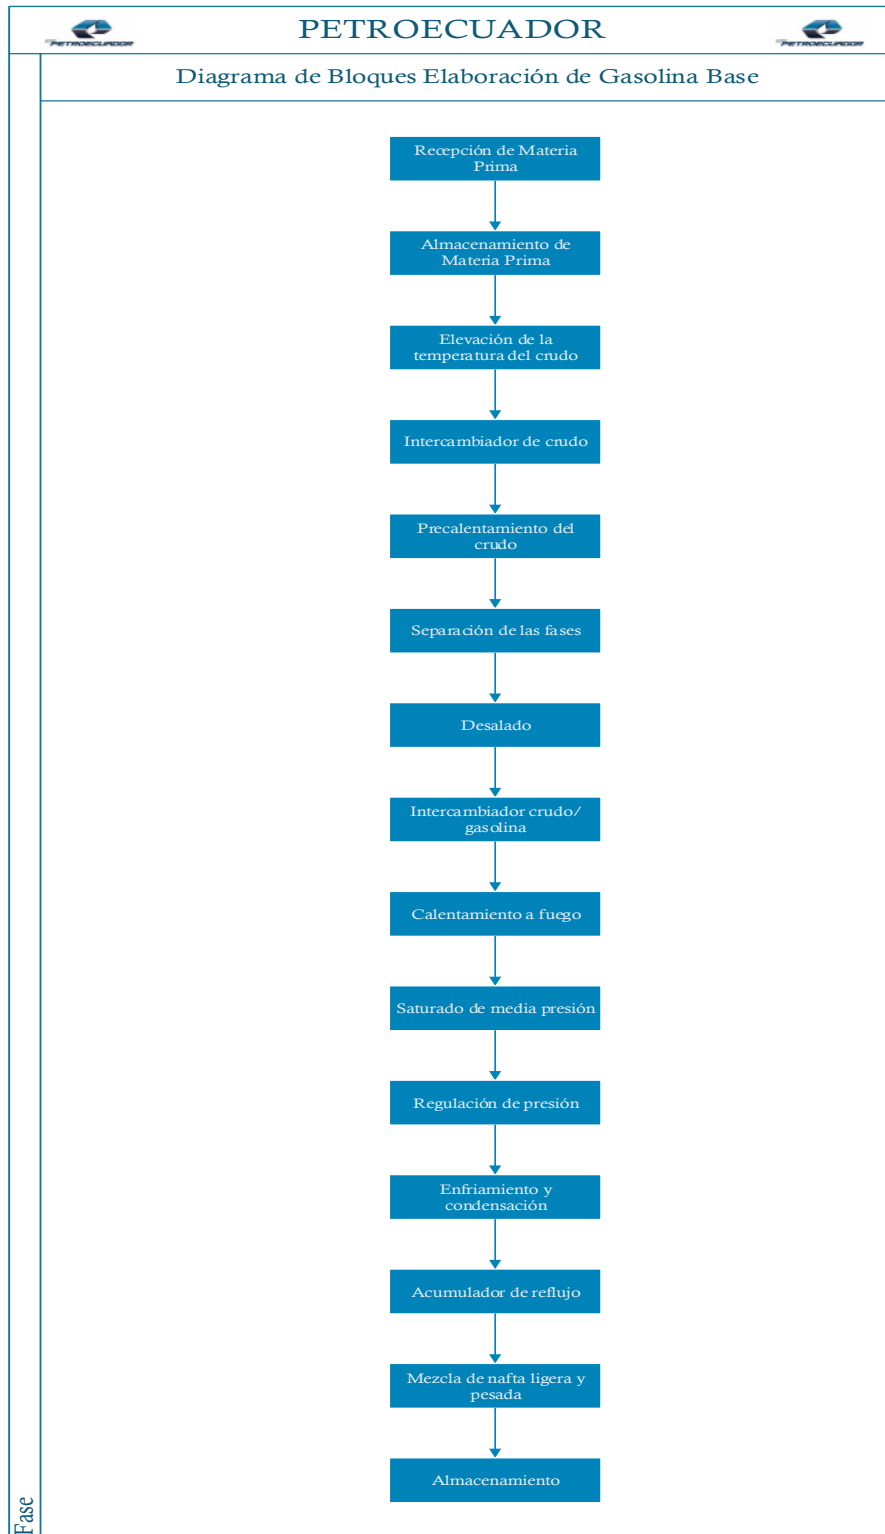 PETROECUADOR
PETROECUADOR
PETROECUADOR
Diagrama de Bloques Elaboración de Gasolina Base
Recepción de Materia
Prima
Almacenamiento de
Materia Prima
Elevación de la
temperatura del crudo
Intercambiador de crudo
Precalentamiento del
crudo
Separación de las fases
Desalado
Intercambiador crudo/
gasolina
Calentamiento a fuego
Saturado de media presión
Regulación de presión
Enfriamiento y
condensación
Acumulador de reflujo
Mezcla de nafta ligera y
pesada
Almacenamiento
Fase